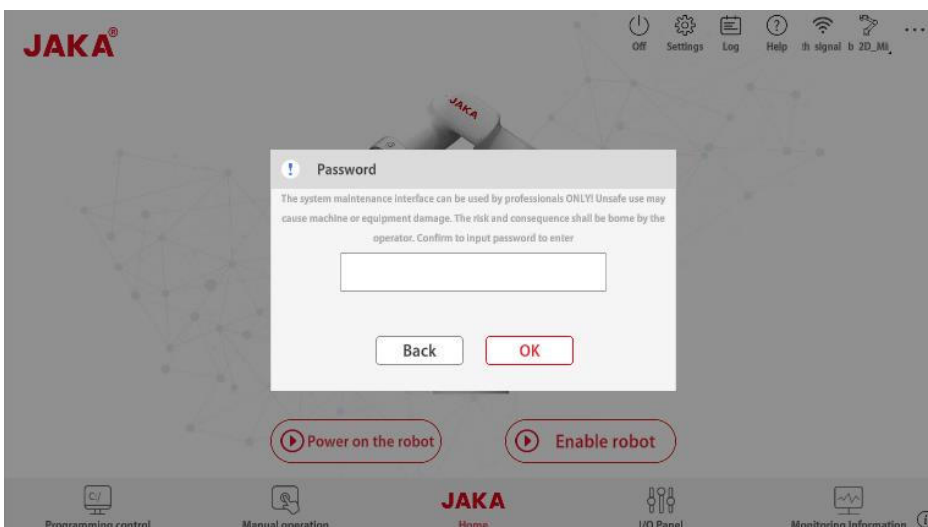 JAKA®
Off Settings Log Help th signal b 2D_Mi
JAKA
! Password
The system maintenance interface can be used by professionals ONLY! Unsafe use may
cause machine or equipment damage. The risk and consequence shall be borne by the
operator. Confirm to input password to enter
Back OK
Power on the robot Enable robot
C:/ JAKA
Programming control Manual operation Home I/O Panel Monitoring Information